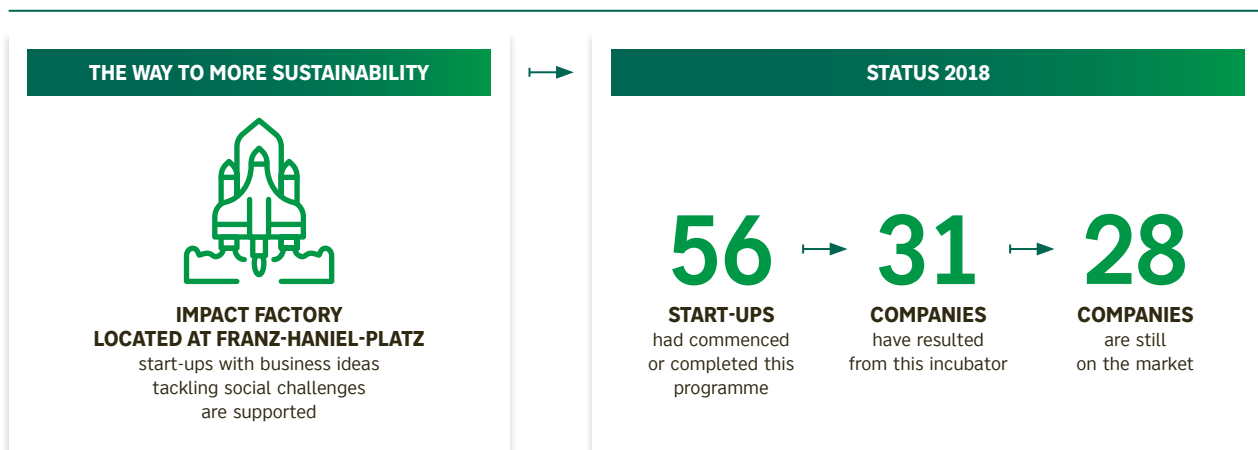 THE WAY TO MORE SUSTAINABILITY
IMPACT FACTORY
LOCATED AT FRANZ-HANIEL-PLATZ
start-ups with business ideas
tackling social challenges
are supported
STATUS 2018
56
START-UPS
had commenced
or completed this
programme
31
COMPANIES
have resulted
from this incubator
28
COMPANIES
are still
on the market